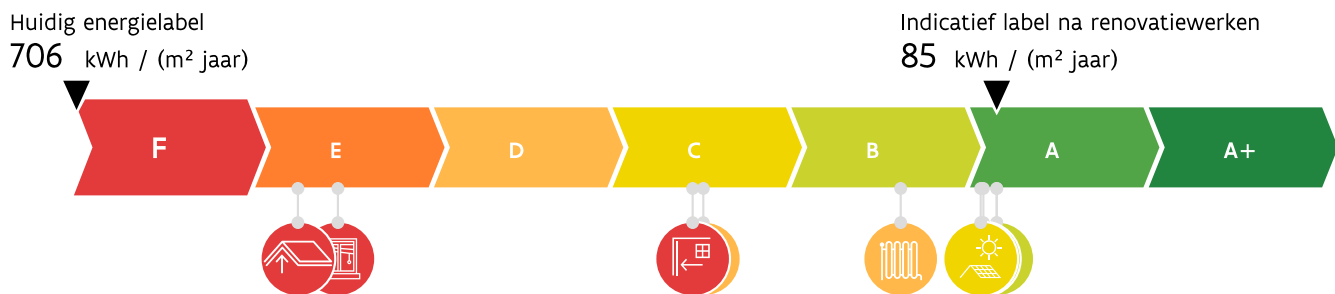 Huidig energielabel
706 kWh / (m² jaar)
Indicatief label na renovatiewerken
85 kWh / (m² jaar)
F E D C B A A+